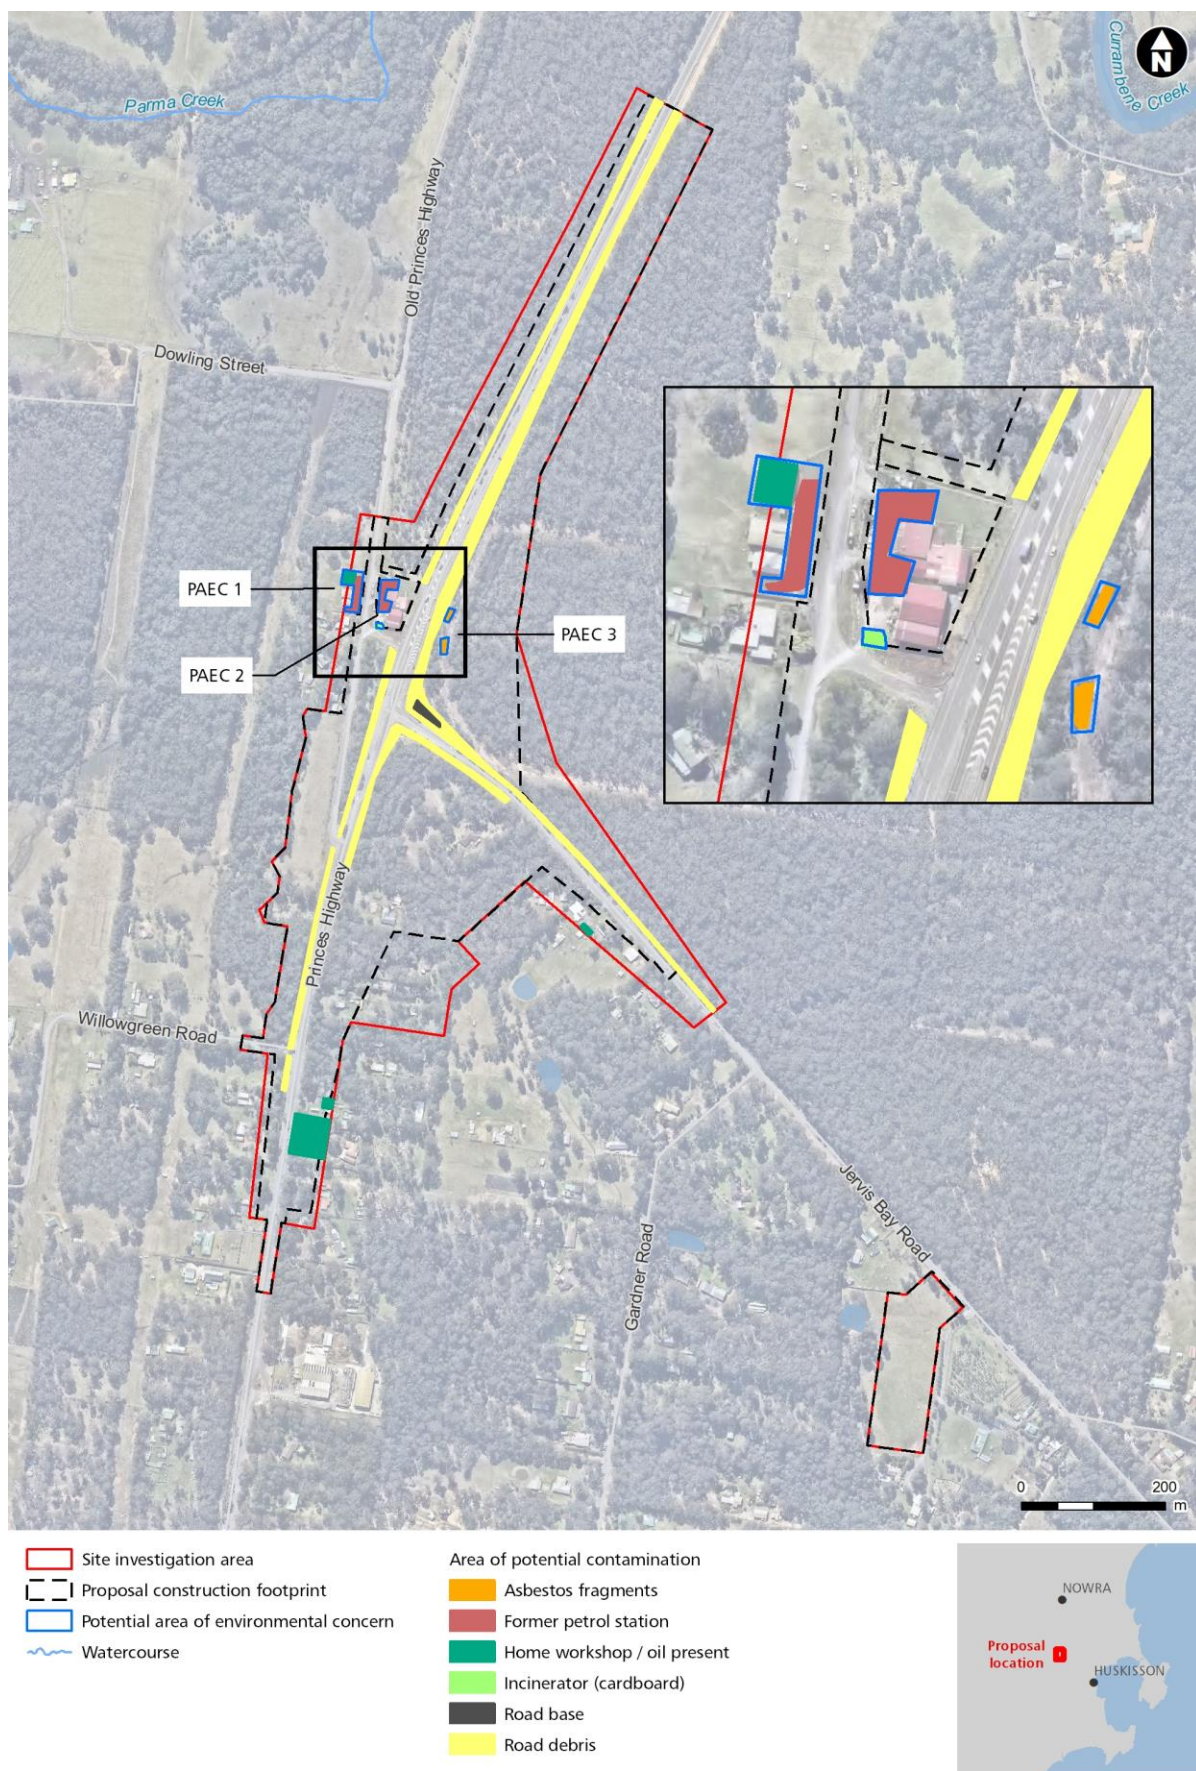 Parma Creek
Currambene
Creek
N
Old Princes Highway
Dowling Street
PAEC 1
PAEC 2
PAEC 3
Princes Highway
Willowgreen Road
Jervis Bay Road
Gardner Road
0 200
m
Site investigation area
Proposal construction footprint
Potential area of environmental concern
Watercourse
Area of potential contamination
Asbestos fragments
Former petrol station
Home workshop / oil present
Incinerator (cardboard)
Road base
Road debris
NOWRA
Proposal
location
HUSKISSON